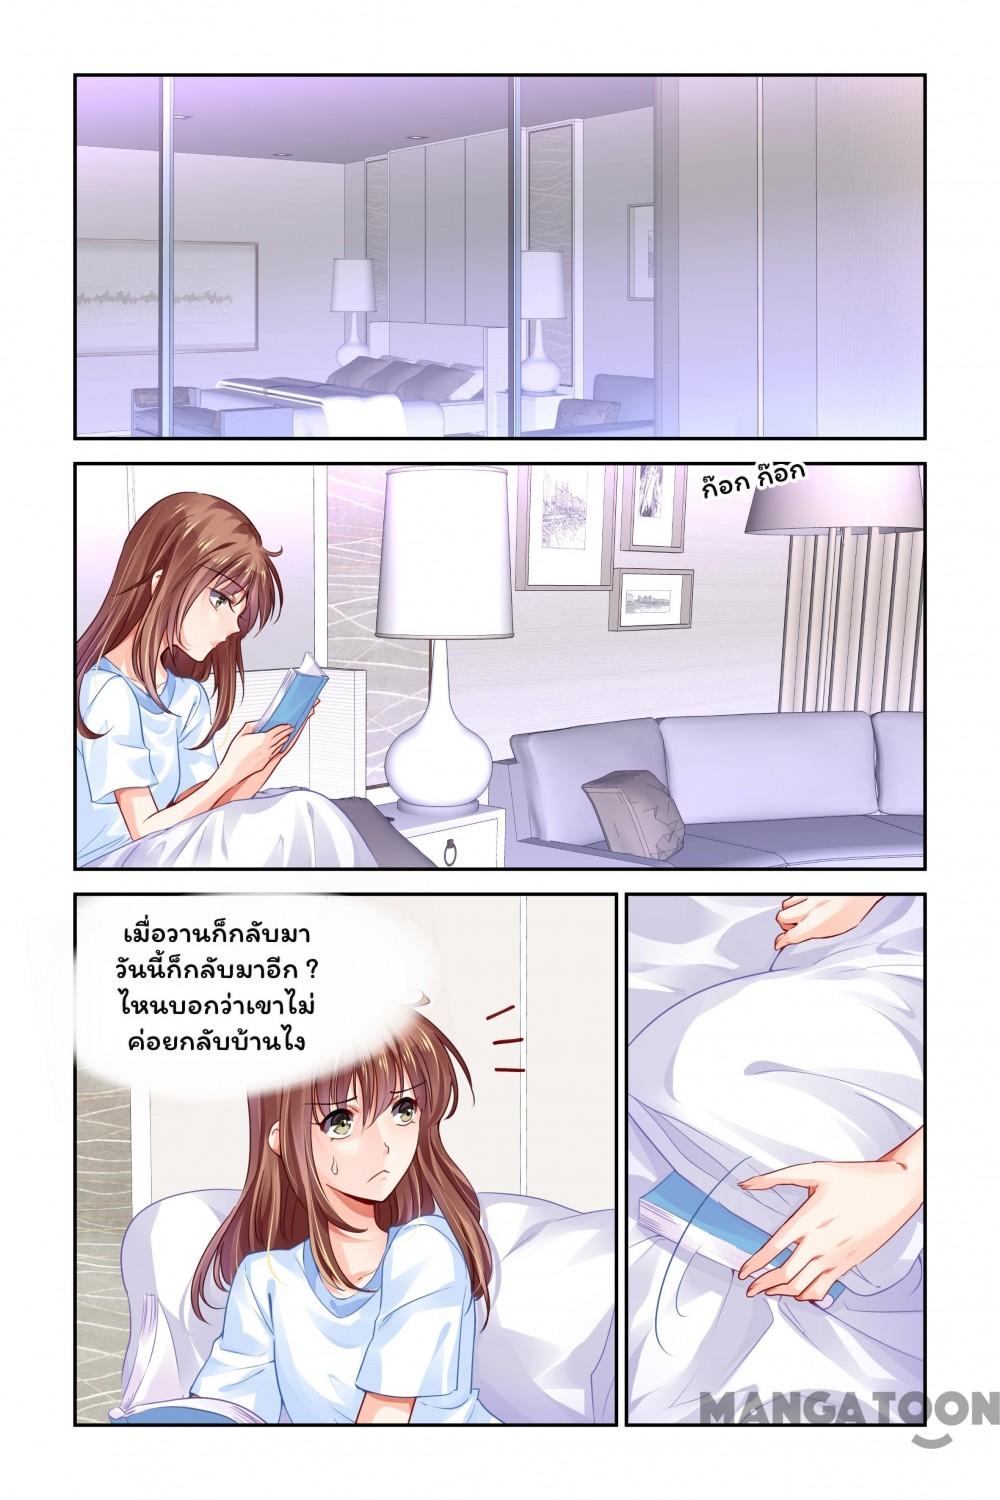 ก๊อก ก๊อก
เมื่อวานก็กลับมา
วันนี้ก็กลับมาอีก ?
ไหนบอกว่าเขาไม่
ค่อยกลับบ้านไง
MANGATOON